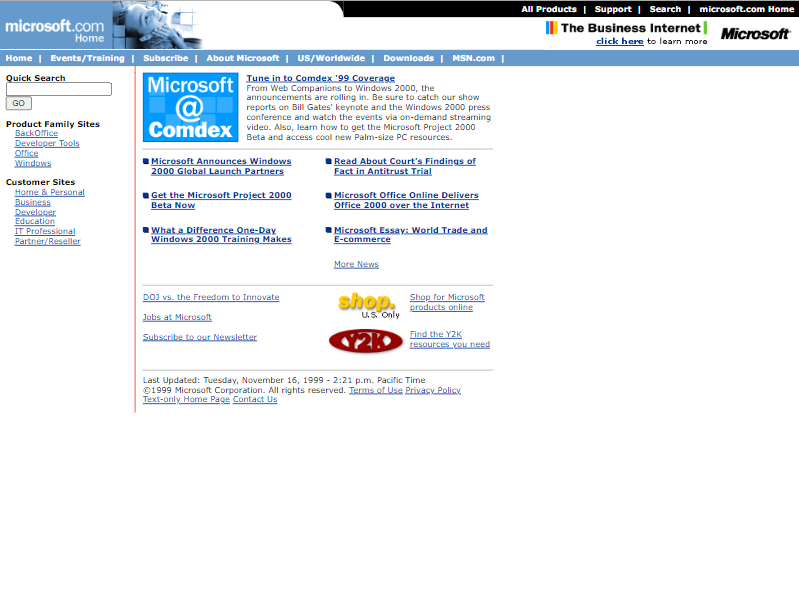 All Products | Support | Search | microsoft.com Home
microsoft.com
Home
The Business Internet
click here to learn more
Microsoft
Home | Events/Training | Subscribe | About Microsoft | US/Worldwide | Downloads | MSN.com |
Quick Search
GO
Product Family Sites
BackOffice
Developer Tools
Office
Windows
Customer Sites
Home & Personal
Business
Developer
Education
IT Professional
Partner/Reseller
Microsoft
@
Comdex
Tune in to Comdex '99 Coverage
From Web Companions to Windows 2000, the
announcements are rolling in. Be sure to catch our show
reports on Bill Gates' keynote and the Windows 2000 press
conference and watch the events via on-demand streaming
video. Also, learn how to get the Microsoft Project 2000
Beta and access cool new Palm-size PC resources.
Microsoft Announces Windows
2000 Global Launch Partners
Read About Court's Findings of
Fact in Antitrust Trial
Get the Microsoft Project 2000
Beta Now
Microsoft Office Online Delivers
Office 2000 over the Internet
What a Difference One-Day
Windows 2000 Training Makes
Microsoft Essay: World Trade and
E-commerce
More News
DOJ vs. the Freedom to Innovate
Jobs at Microsoft
Subscribe to our Newsletter
shop.
U.S. Only
Shop for Microsoft
products online
Y2K
Find the Y2K
resources you need
Last Updated: Tuesday, November 16, 1999 - 2:21 p.m. Pacific Time
©1999 Microsoft Corporation. All rights reserved. Terms of Use Privacy Policy
Text-only Home Page Contact Us